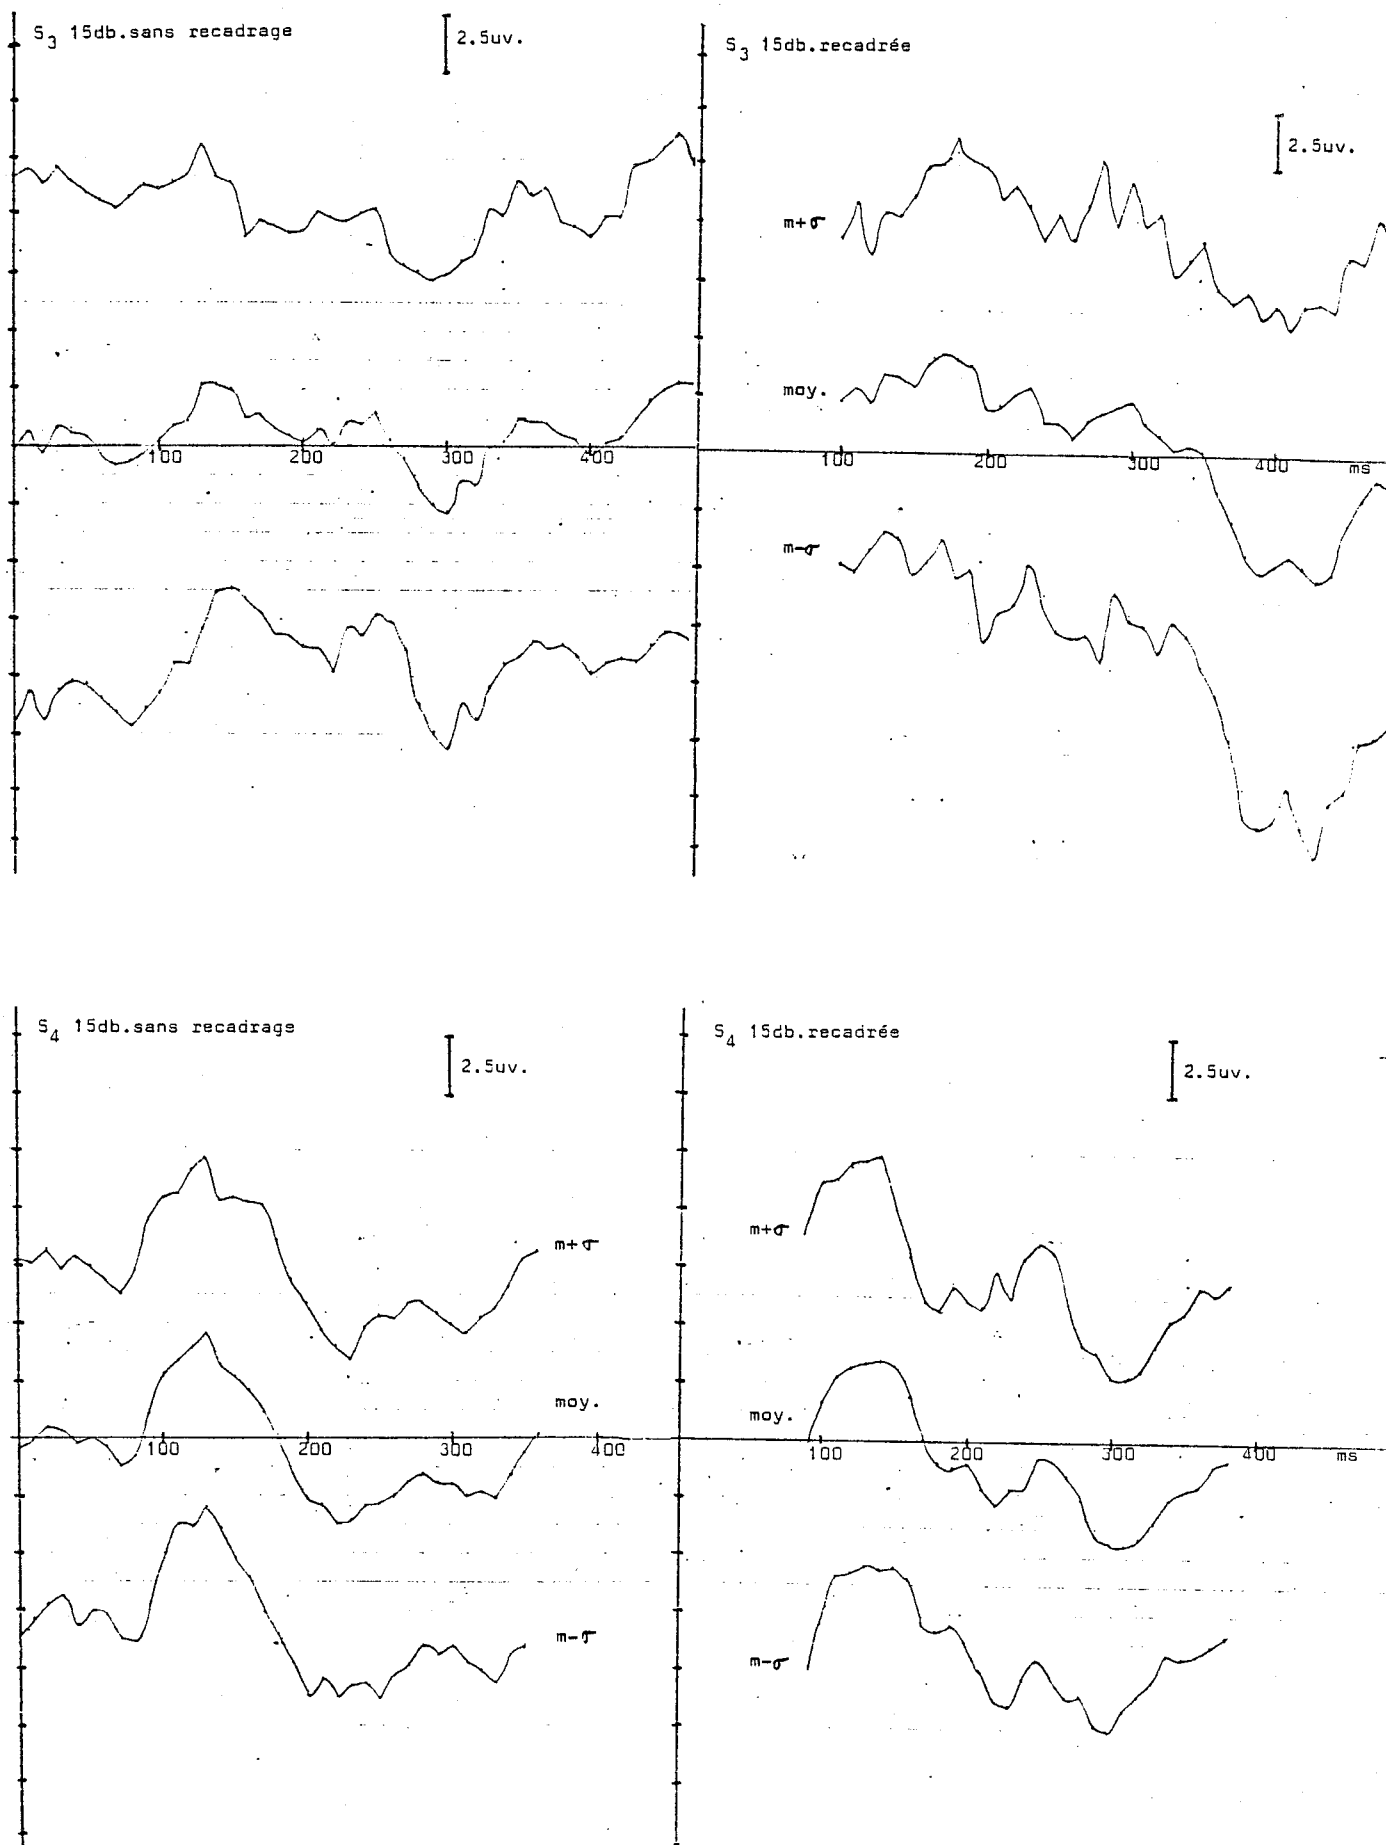 S3 15db.sans recadrage
2.5uv.
100
200
300
400
S3 15db.recadrée
2.5uv.
m+σ
moy.
100
200
300
400
ms
m-σ
S4 15db.sans recadrage
2.5uv.
m+σ
moy.
100
200
300
400
m-σ
S4 15db.recadrée
2.5uv.
m+σ
moy.
100
200
300
400
ms
m-σ